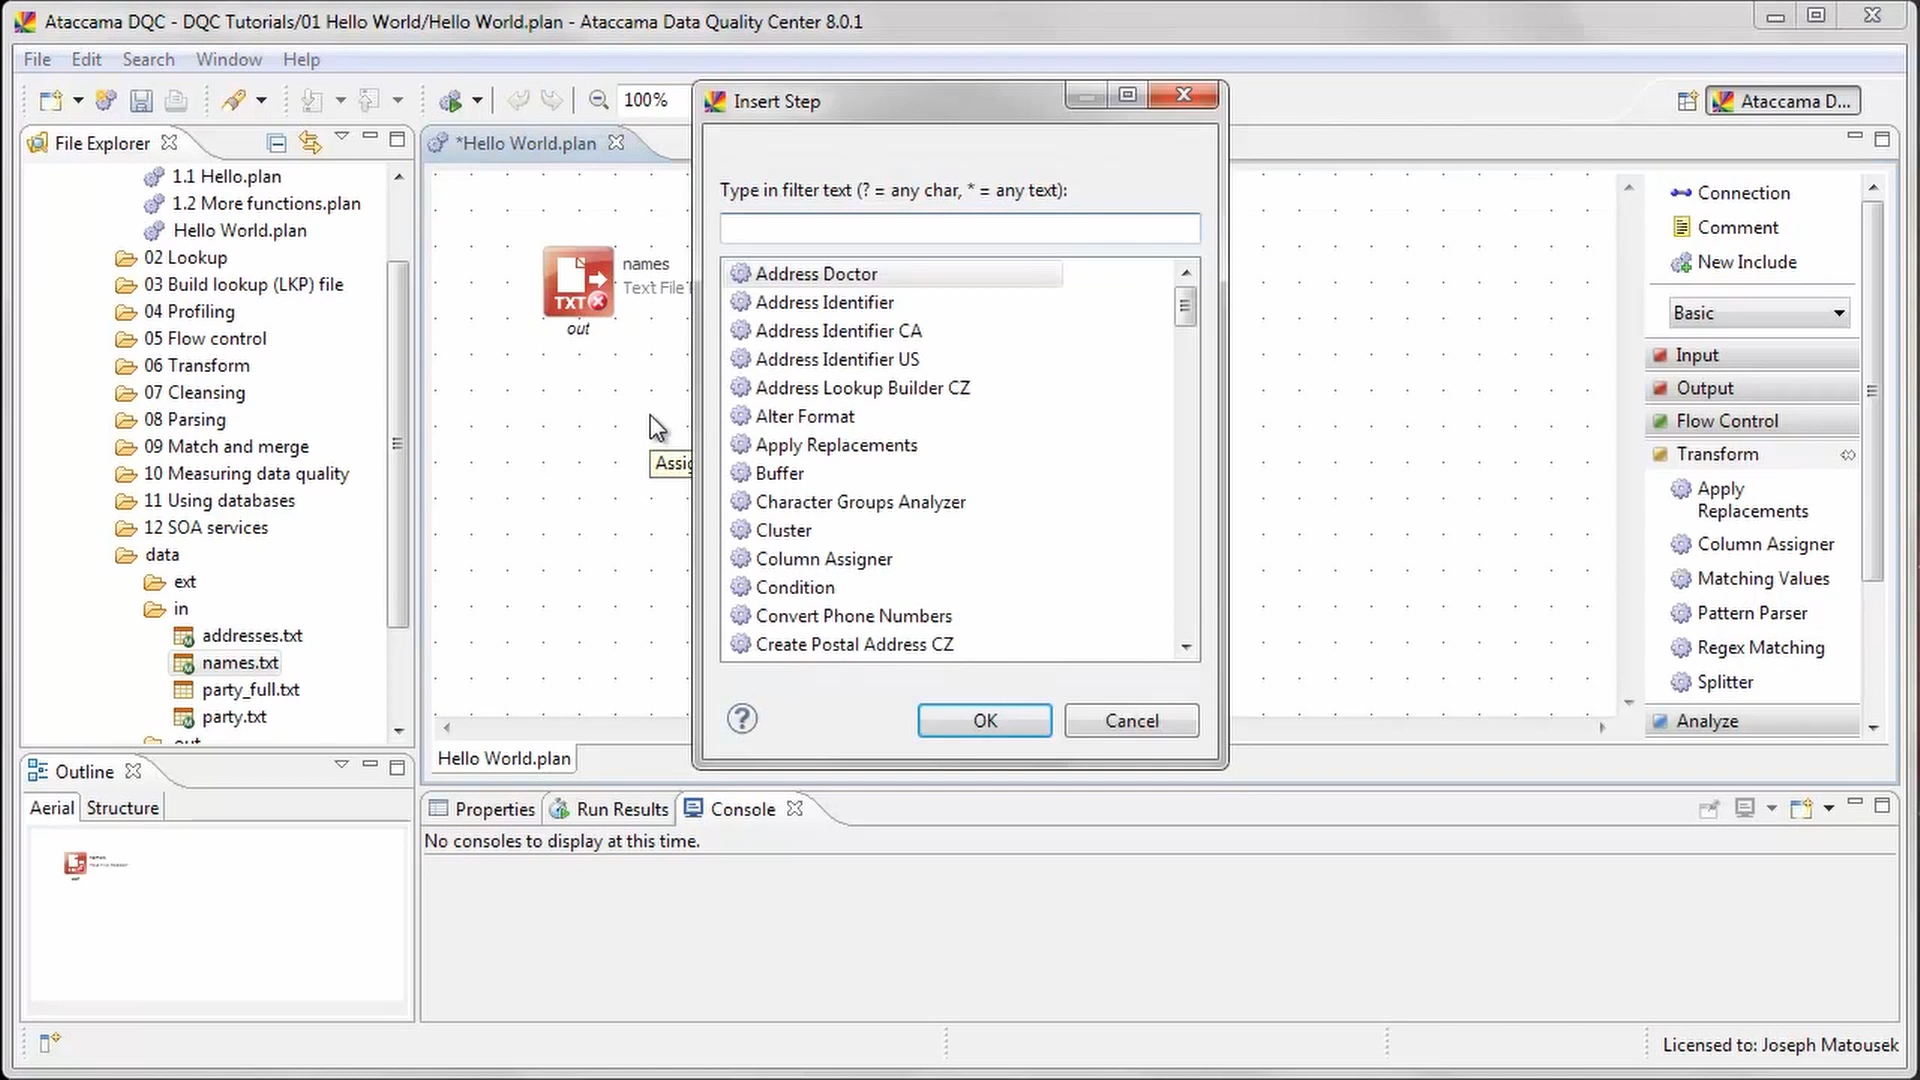 Ataccama DQC - DQC Tutorials/01 Hello World/Hello World.plan - Ataccama Data Quality Center 8.0.1
File Edit Search Window Help
100%
Ataccama D...
File Explorer
1.1 Hello.plan
1.2 More functions.plan
Hello World.plan
02 Lookup
03 Build lookup (LKP) file
04 Profiling
05 Flow control
06 Transform
07 Cleansing
08 Parsing
09 Match and merge
10 Measuring data quality
11 Using databases
12 SOA services
data
ext
in
addresses.txt
names.txt
party_full.txt
party.txt
Outline
Aerial Structure
*Hello World.plan
TXT
names
Text File
out
Assig
Hello World.plan
Insert Step
Type in filter text (? = any char, * = any text):
Address Doctor
Address Identifier
Address Identifier CA
Address Identifier US
Address Lookup Builder CZ
Alter Format
Apply Replacements
Buffer
Character Groups Analyzer
Cluster
Column Assigner
Condition
Convert Phone Numbers
Create Postal Address CZ
?
OK
Cancel
Connection
Comment
New Include
Basic
Input
Output
Flow Control
Transform
Apply
Replacements
Column Assigner
Matching Values
Pattern Parser
Regex Matching
Splitter
Analyze
Properties Run Results Console
No consoles to display at this time.
Licensed to: Joseph Matousek